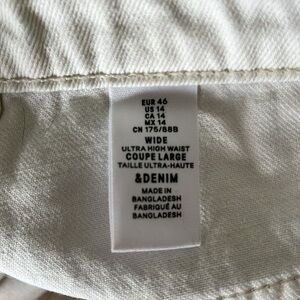 EUR 46
US 14
CA 14
MX 14
CN 175/88B
WIDE
ULTRA HIGH WAIST
COUPE LARGE
TAILLE ULTRA-HAUTE
&DENIM
MADE IN
BANGLADESH
FABRIQUÉ AU
BANGLADESH